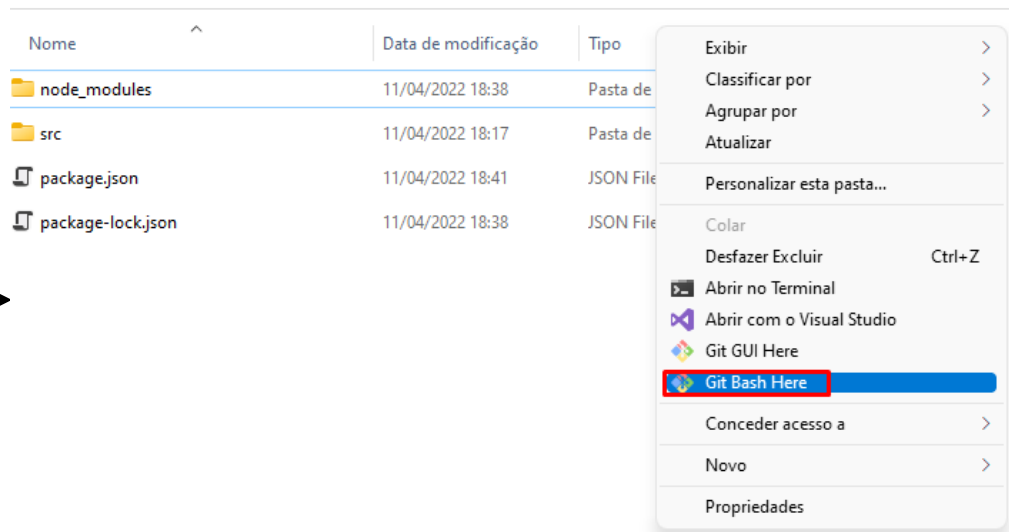 Nome Data de modificação Tipo
node_modules 11/04/2022 18:38 Pasta de
src 11/04/2022 18:17 Pasta de
package.json 11/04/2022 18:41 JSON File
package-lock.json 11/04/2022 18:38 JSON File
Exibir
Classificar por
Agrupar por
Atualizar
Personalizar esta pasta...
Colar
Desfazer Excluir Ctrl+Z
Abrir no Terminal
Abrir com o Visual Studio
Git GUI Here
Git Bash Here
Conceder acesso a
Novo
Propriedades